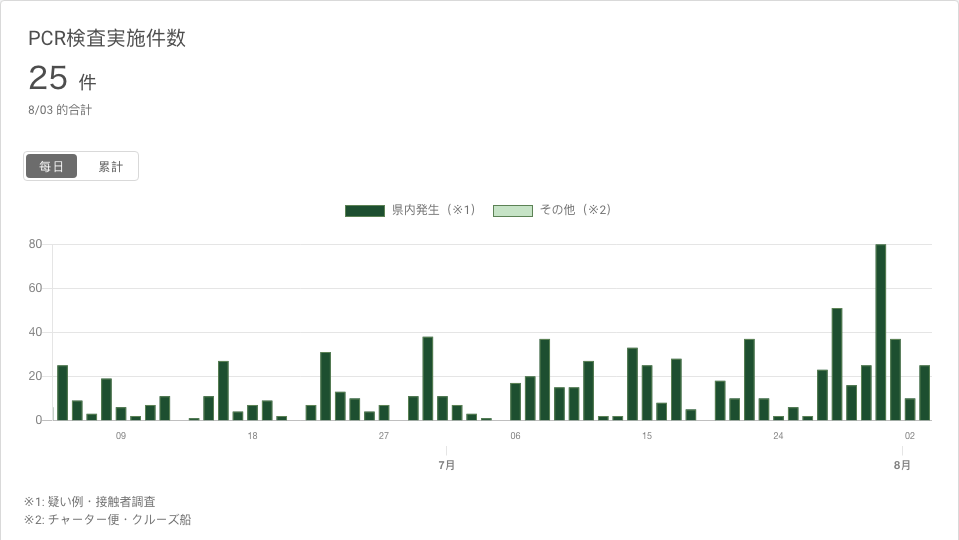 PCR検査実施件数
25 件
8/03 的合計
毎日 累計
県内発生（※1） その他（※2）
80
60
40
20
0
09 18 27 06 15 24 02
7月 8月
※1: 疑い例・接触者調査
※2: チャーター便・クルーズ船